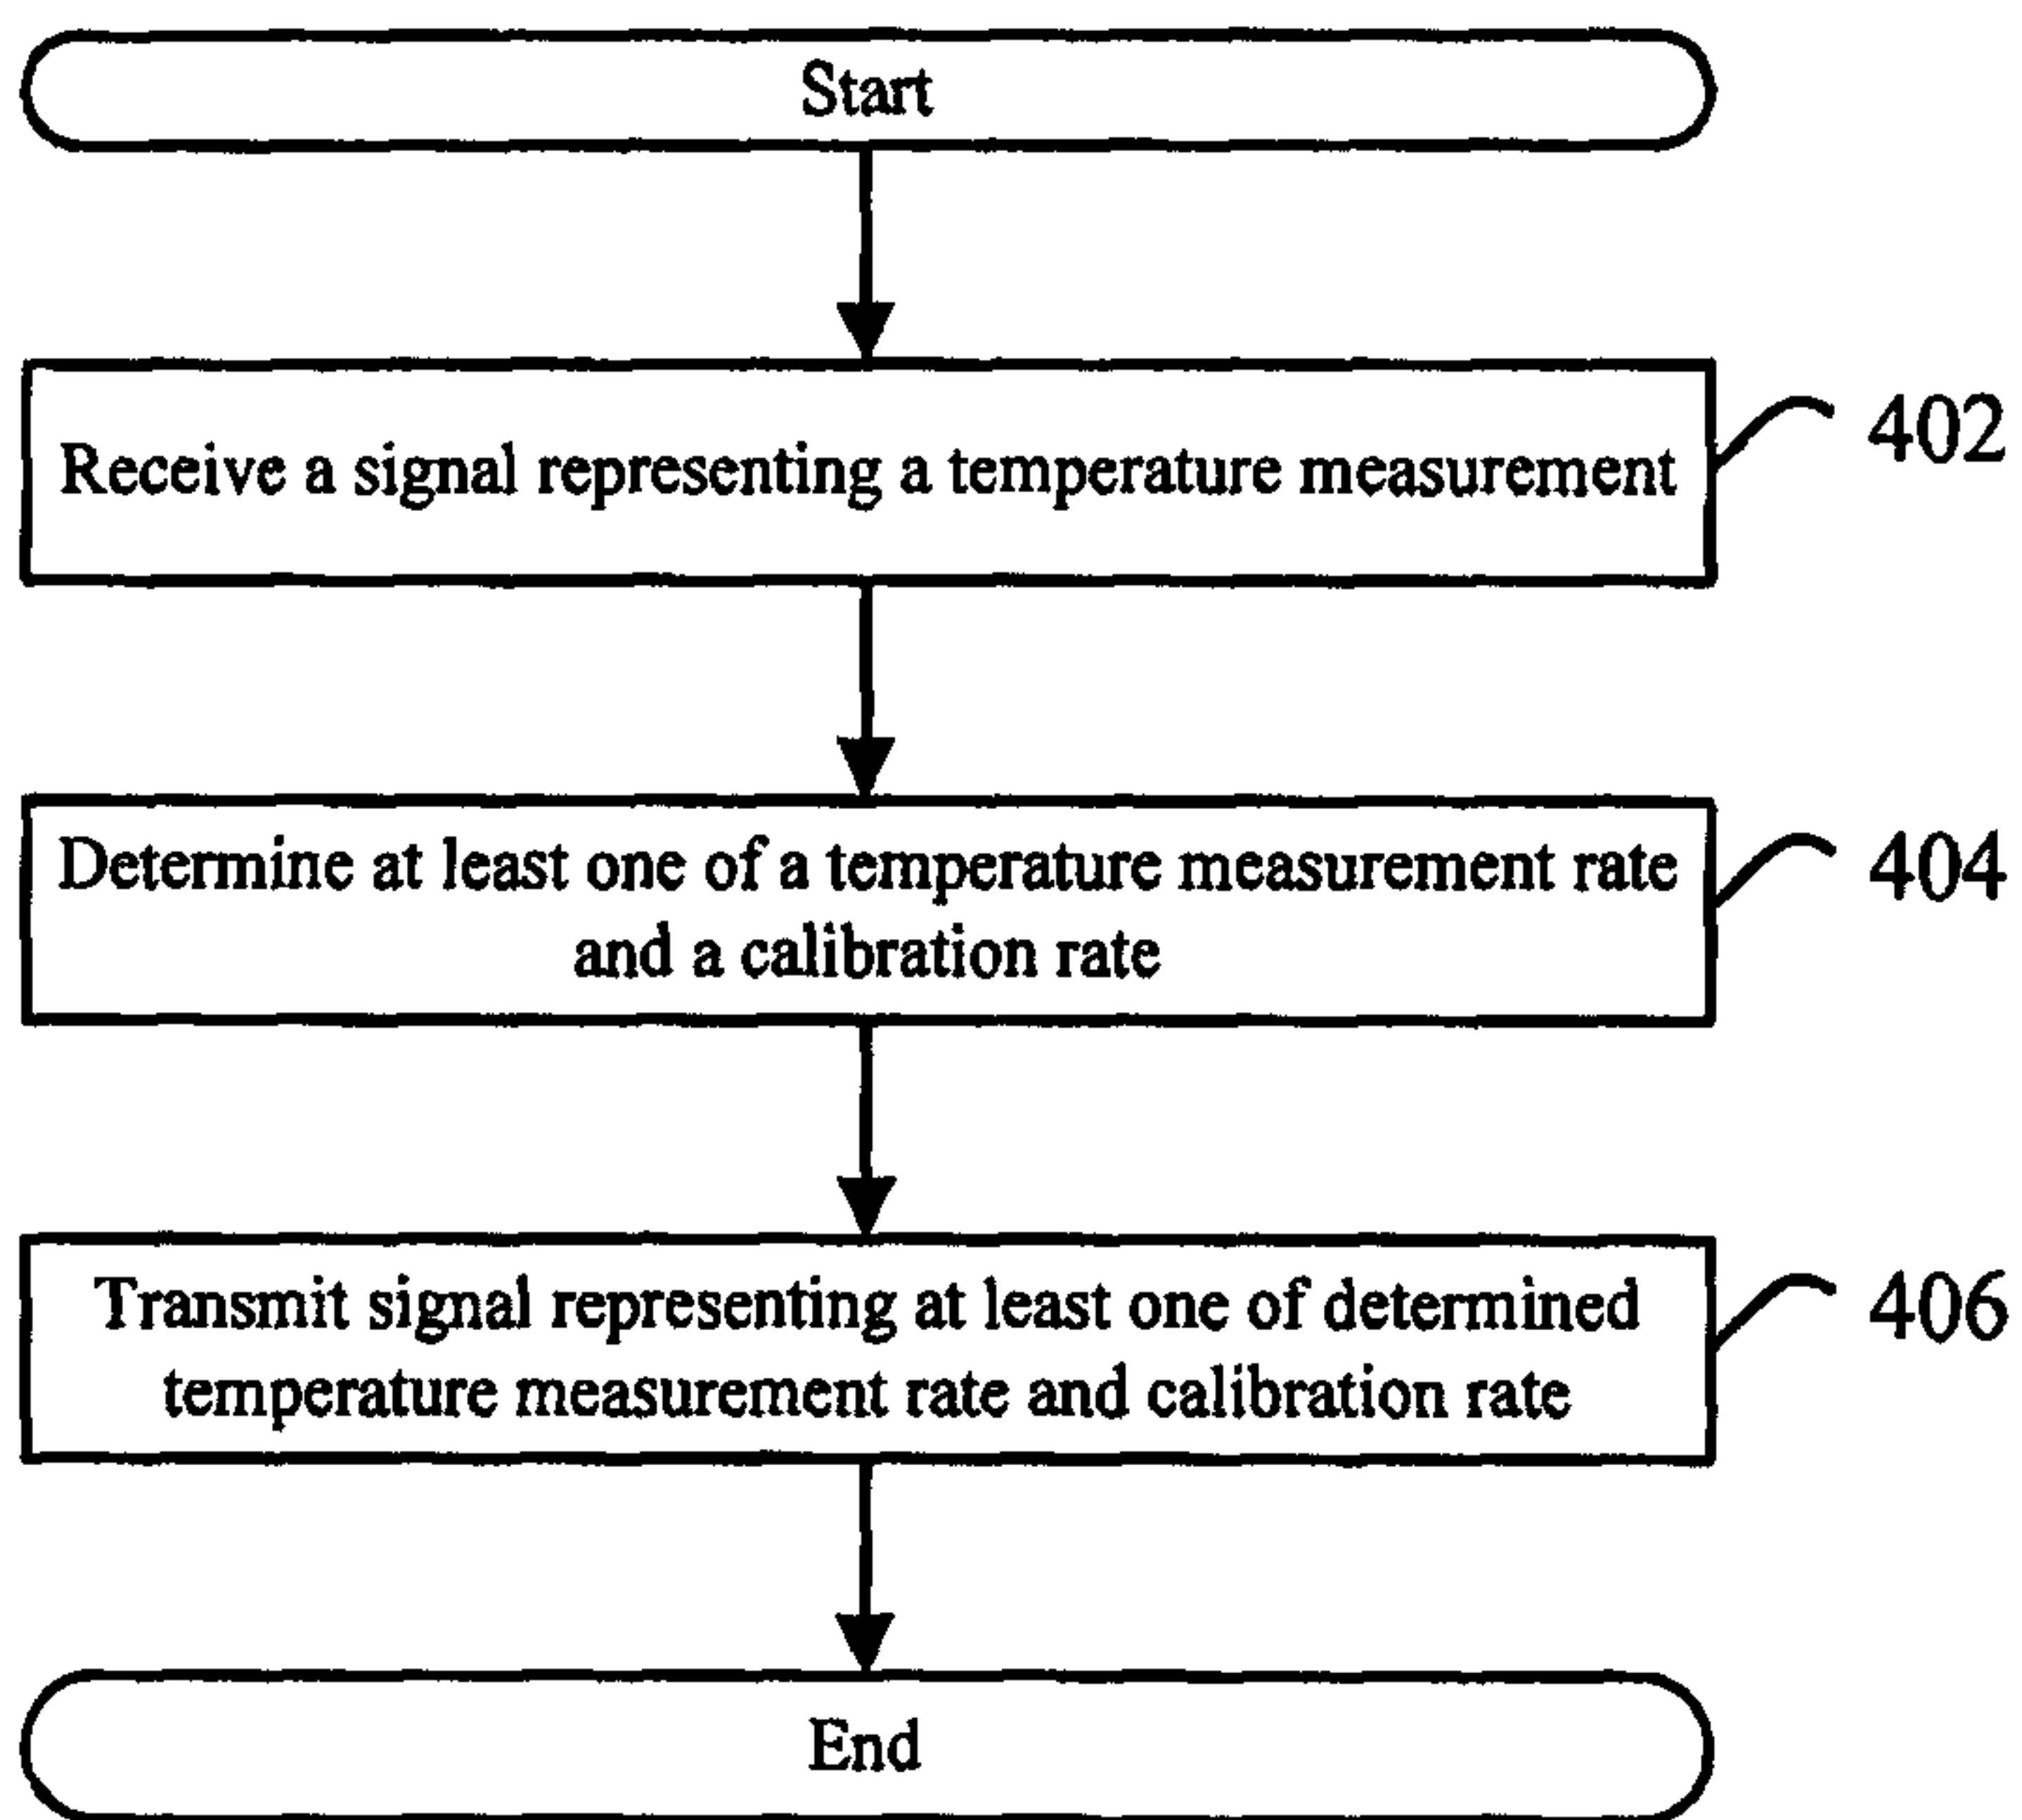 Start
Receive a signal representing a temperature measurement
402
Determine at least one of a temperature measurement rate
and a calibration rate
404
Transmit signal representing at least one of determined
temperature measurement rate and calibration rate
406
End